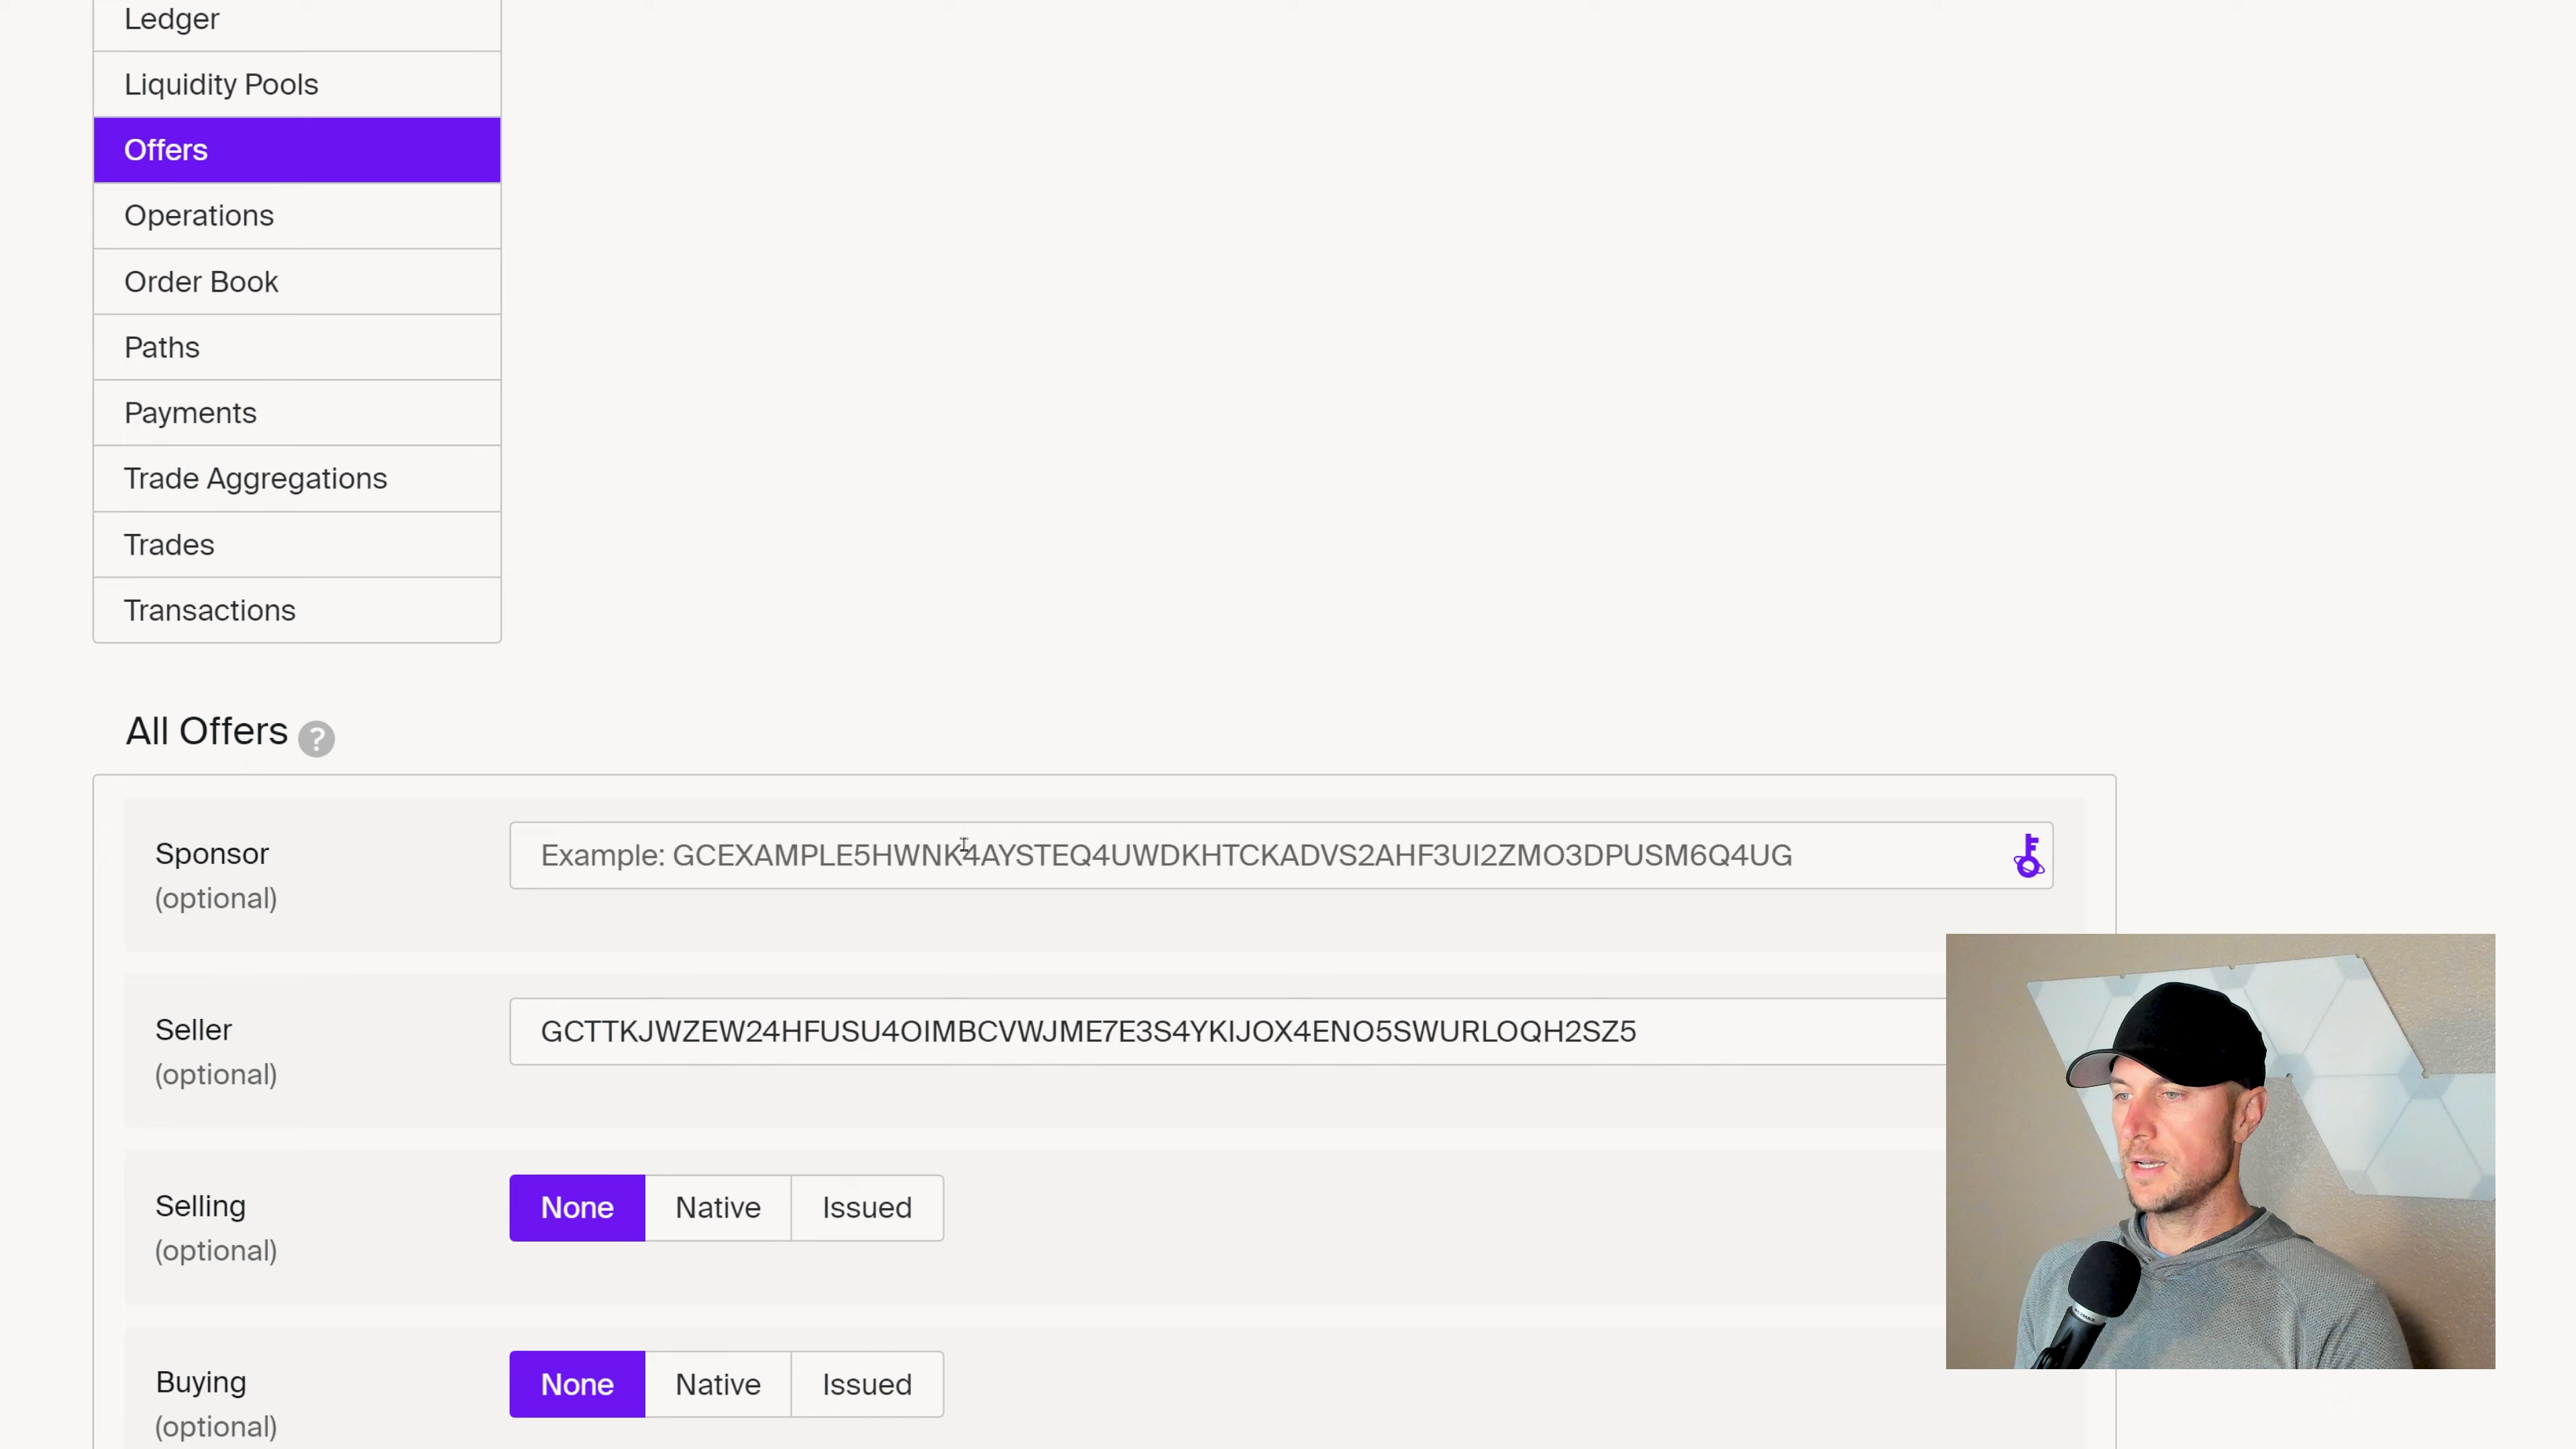 Ledger
Liquidity Pools
Offers
Operations
Order Book
Paths
Payments
Trade Aggregations
Trades
Transactions
All Offers ?
Sponsor
(optional)
Example: GCEXAMPLE5HWNK4AYSTEQ4UWDKHTCKADVS2AHF3UI2ZMO3DPUSM6Q4UG
Seller
(optional)
GCTTKJWZEW24HFUSU4OIMBCVWJME7E3S4YKIJOX4ENO5SWURLOQH2SZ5
Selling
(optional)
None Native Issued
Buying
(optional)
None Native Issued